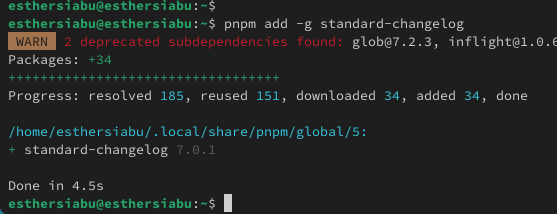 esthersiabu@esthersiabu:~$
esthersiabu@esthersiabu:~$ pnpm add -g standard-changelog
WARN 2 deprecated subdependencies found: glob@7.2.3, inflight@1.0.6
Packages: +34
++++++++++++++++++++++++++++++++++
Progress: resolved 185, reused 151, downloaded 34, added 34, done
/home/esthersiabu/.local/share/pnpm/global/5:
+ standard-changelog 7.0.1
Done in 4.5s
esthersiabu@esthersiabu:~$